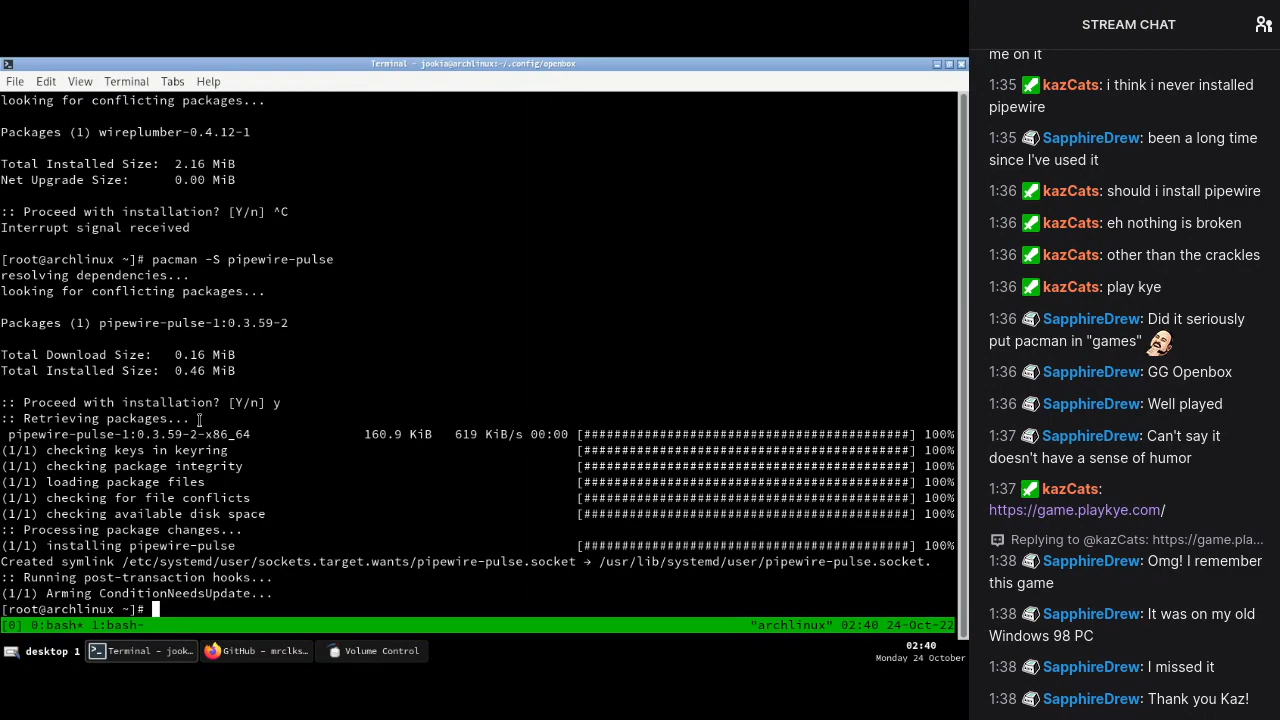 Terminal - jookia@archlinux:~/.config/openbox
File Edit View Terminal Tabs Help
looking for conflicting packages...
Packages (1) wireplumber-0.4.12-1
Total Installed Size:  2.16 MiB
Net Upgrade Size:      0.00 MiB
:: Proceed with installation? [Y/n] ^C
Interrupt signal received
[root@archlinux ~]# pacman -S pipewire-pulse
resolving dependencies...
looking for conflicting packages...
Packages (1) pipewire-pulse-1:0.3.59-2
Total Download Size:   0.16 MiB
Total Installed Size:  0.46 MiB
:: Proceed with installation? [Y/n] y
:: Retrieving packages...
pipewire-pulse-1:0.3.59-2-x86_64 160.9 KiB 619 KiB/s 00:00 [###########################################] 100%
(1/1) checking keys in keyring [###########################################] 100%
(1/1) checking package integrity [###########################################] 100%
(1/1) loading package files [###########################################] 100%
(1/1) checking for file conflicts [###########################################] 100%
(1/1) checking available disk space [###########################################] 100%
:: Processing package changes...
(1/1) installing pipewire-pulse [###########################################] 100%
Created symlink /etc/systemd/user/sockets.target.wants/pipewire-pulse.socket → /usr/lib/systemd/user/pipewire-pulse.socket.
:: Running post-transaction hooks...
(1/1) Arming ConditionNeedsUpdate...
[root@archlinux ~]#
[0] 0:bash* 1:bash- "archlinux" 02:40 24-Oct-22
desktop 1 Terminal - jook... GitHub - mrclks... Volume Control
02:40
Monday 24 October
STREAM CHAT
me on it
1:35 kazCats: i think i never installed
pipewire
1:35 SapphireDrew: been a long time
since I've used it
1:36 kazCats: should i install pipewire
1:36 kazCats: eh nothing is broken
1:36 kazCats: other than the crackles
1:36 kazCats: play kye
1:36 SapphireDrew: Did it seriously
put pacman in "games"
1:36 SapphireDrew: GG Openbox
1:36 SapphireDrew: Well played
1:37 SapphireDrew: Can't say it
doesn't have a sense of humor
1:37 kazCats:
https://game.playkye.com/
Replying to @kazCats: https://game.pla...
1:38 SapphireDrew: Omg! I remember
this game
1:38 SapphireDrew: It was on my old
Windows 98 PC
1:38 SapphireDrew: I missed it
1:38 SapphireDrew: Thank you Kaz!